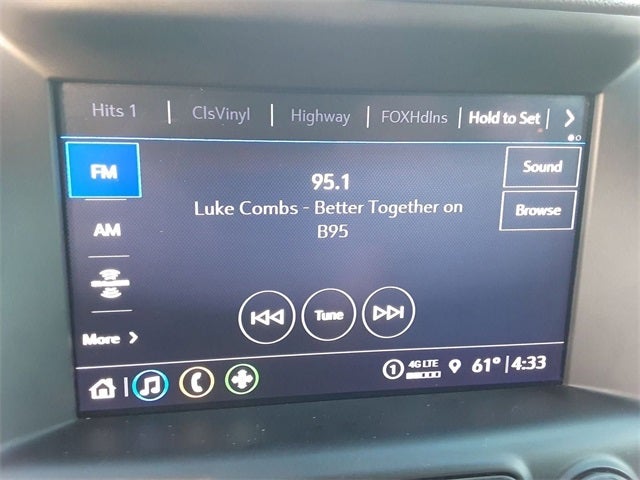 Hits 1 | ClsVinyl | Highway | FOXHdlns | Hold to Set |
FM
Sound
95.1
Luke Combs - Better Together on
B95
Browse
AM
Tune
More
1 4G LTE 61° | 4:33